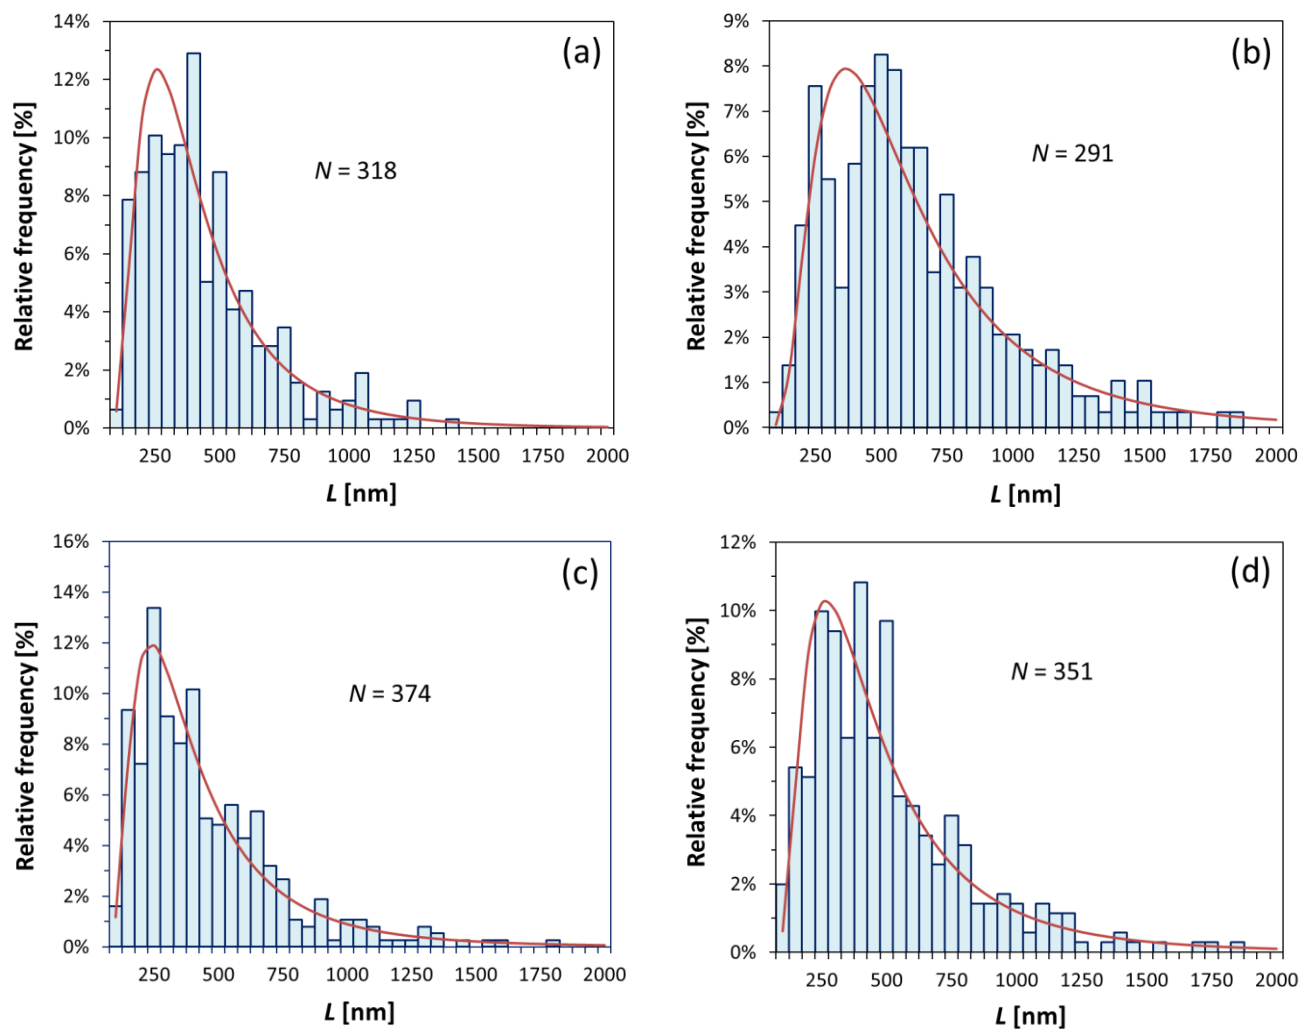 (a)
Relative frequency [%]
14%
12%
10%
8%
6%
4%
2%
0%
N = 318
250 500 750 1000 1250 1500 1750 2000
L [nm]
(b)
Relative frequency [%]
9%
8%
7%
6%
5%
4%
3%
2%
1%
0%
N = 291
250 500 750 1000 1250 1500 1750 2000
L [nm]
(c)
Relative frequency [%]
16%
14%
12%
10%
8%
6%
4%
2%
0%
N = 374
250 500 750 1000 1250 1500 1750 2000
L [nm]
(d)
Relative frequency [%]
12%
10%
8%
6%
4%
2%
0%
N = 351
250 500 750 1000 1250 1500 1750 2000
L [nm]